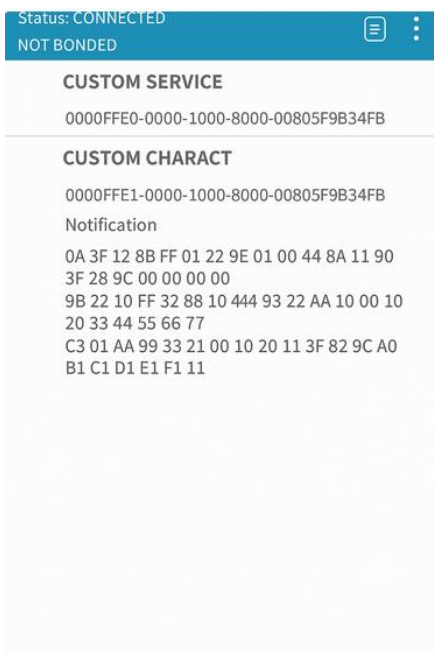 Status: CONNECTED
NOT BONDED
CUSTOM SERVICE
0000FFE0-0000-1000-8000-00805F9B34FB
CUSTOM CHARACT
0000FFE1-0000-1000-8000-00805F9B34FB
Notification
0A 3F 12 8B FF 01 22 9E 01 00 44 8A 11 90
3F 28 9C 00 00 00 00
9B 22 10 FF 32 88 10 444 93 22 AA 10 00 10
20 33 44 55 66 77
C3 01 AA 99 33 21 00 10 20 11 3F 82 9C A0
B1 C1 D1 E1 F1 11